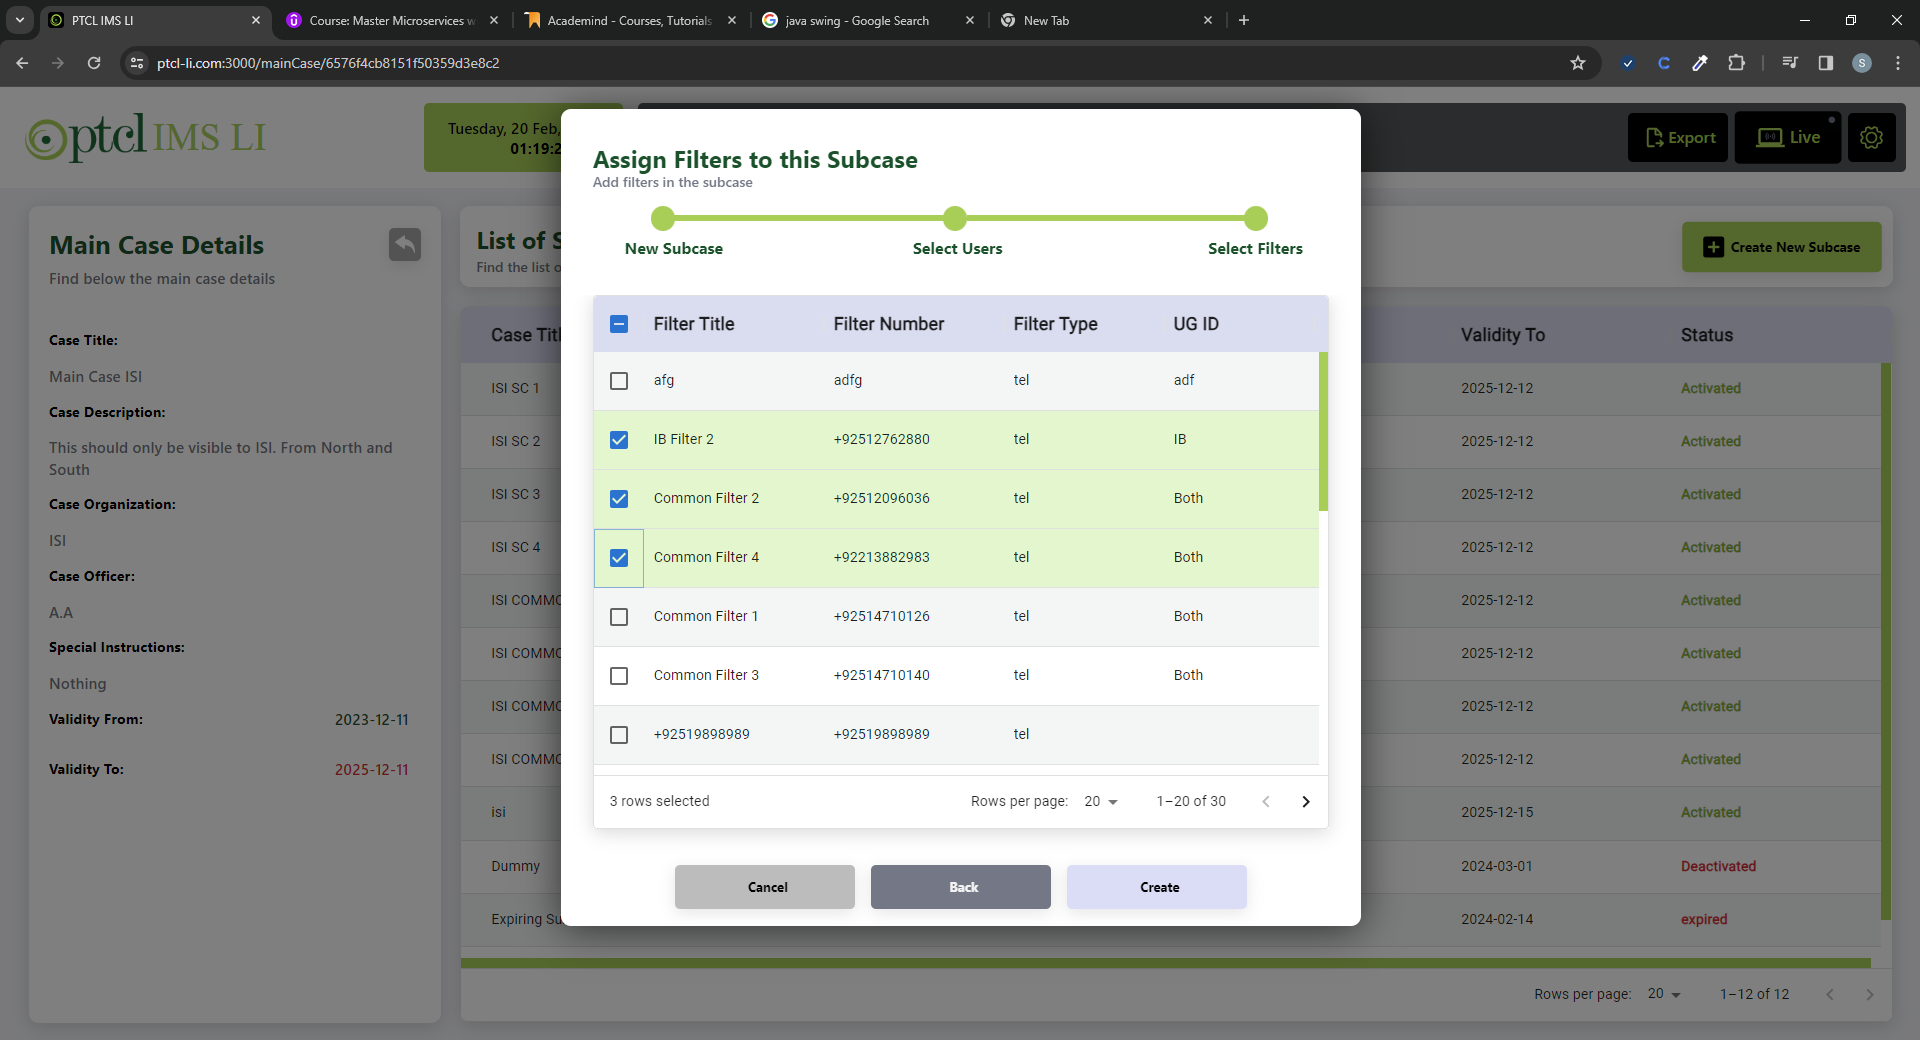 PTCL IMS LI
Course: Master Microservices w
Academind - Courses, Tutorials
java swing - Google Search
New Tab
ptcl-li.com:3000/mainCase/6576f4cb8151f50359d3e8c2
S
ptcl IMS LI
Tuesday, 20 Feb,
01:19:2
Export
Live
Main Case Details
Find below the main case details
Case Title:
Main Case ISI
Case Description:
This should only be visible to ISI. From North and
South
Case Organization:
ISI
Case Officer:
A.A
Special Instructions:
Nothing
Validity From: 2023-12-11
Validity To: 2025-12-11
List of S
Find the list o
Create New Subcase
Case Titl Validity To Status
ISI SC 1 2025-12-12 Activated
ISI SC 2 2025-12-12 Activated
ISI SC 3 2025-12-12 Activated
ISI SC 4 2025-12-12 Activated
ISI COMMO 2025-12-12 Activated
ISI COMMO 2025-12-12 Activated
ISI COMMO 2025-12-12 Activated
ISI COMMO 2025-12-12 Activated
isi 2025-12-15 Activated
Dummy 2024-03-01 Deactivated
Expiring Su 2024-02-14 expired
Rows per page: 20 1–12 of 12
Assign Filters to this Subcase
Add filters in the subcase
New Subcase Select Users Select Filters
Filter Title Filter Number Filter Type UG ID
afg adfg tel adf
IB Filter 2 +92512762880 tel IB
Common Filter 2 +92512096036 tel Both
Common Filter 4 +92213882983 tel Both
Common Filter 1 +92514710126 tel Both
Common Filter 3 +92514710140 tel Both
+92519898989 +92519898989 tel
3 rows selected Rows per page: 20 1–20 of 30
Cancel Back Create